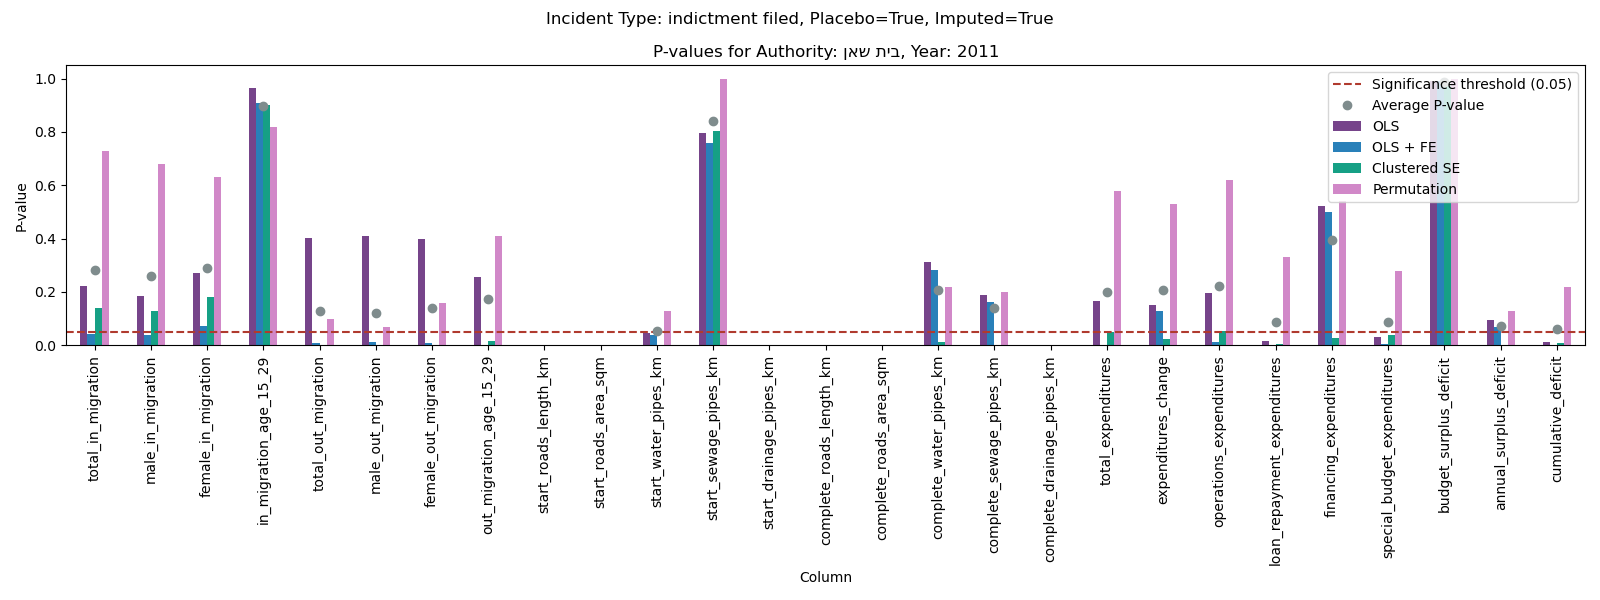 Incident Type: indictment filed, Placebo=True, Imputed=True
P-values for Authority: בית שאן, Year: 2011
P-value
1.0
0.8
0.6
0.4
0.2
0.0
Significance threshold (0.05)
Average P-value
OLS
OLS + FE
Clustered SE
Permutation
total_in_migration
male_in_migration
female_in_migration
in_migration_age_15_29
total_out_migration
male_out_migration
female_out_migration
out_migration_age_15_29
start_roads_length_km
start_roads_area_sqm
start_water_pipes_km
start_sewage_pipes_km
start_drainage_pipes_km
complete_roads_length_km
complete_roads_area_sqm
complete_water_pipes_km
complete_sewage_pipes_km
complete_drainage_pipes_km
total_expenditures
expenditures_change
operations_expenditures
loan_repayment_expenditures
financing_expenditures
special_budget_expenditures
budget_surplus_deficit
annual_surplus_deficit
cumulative_deficit
Column